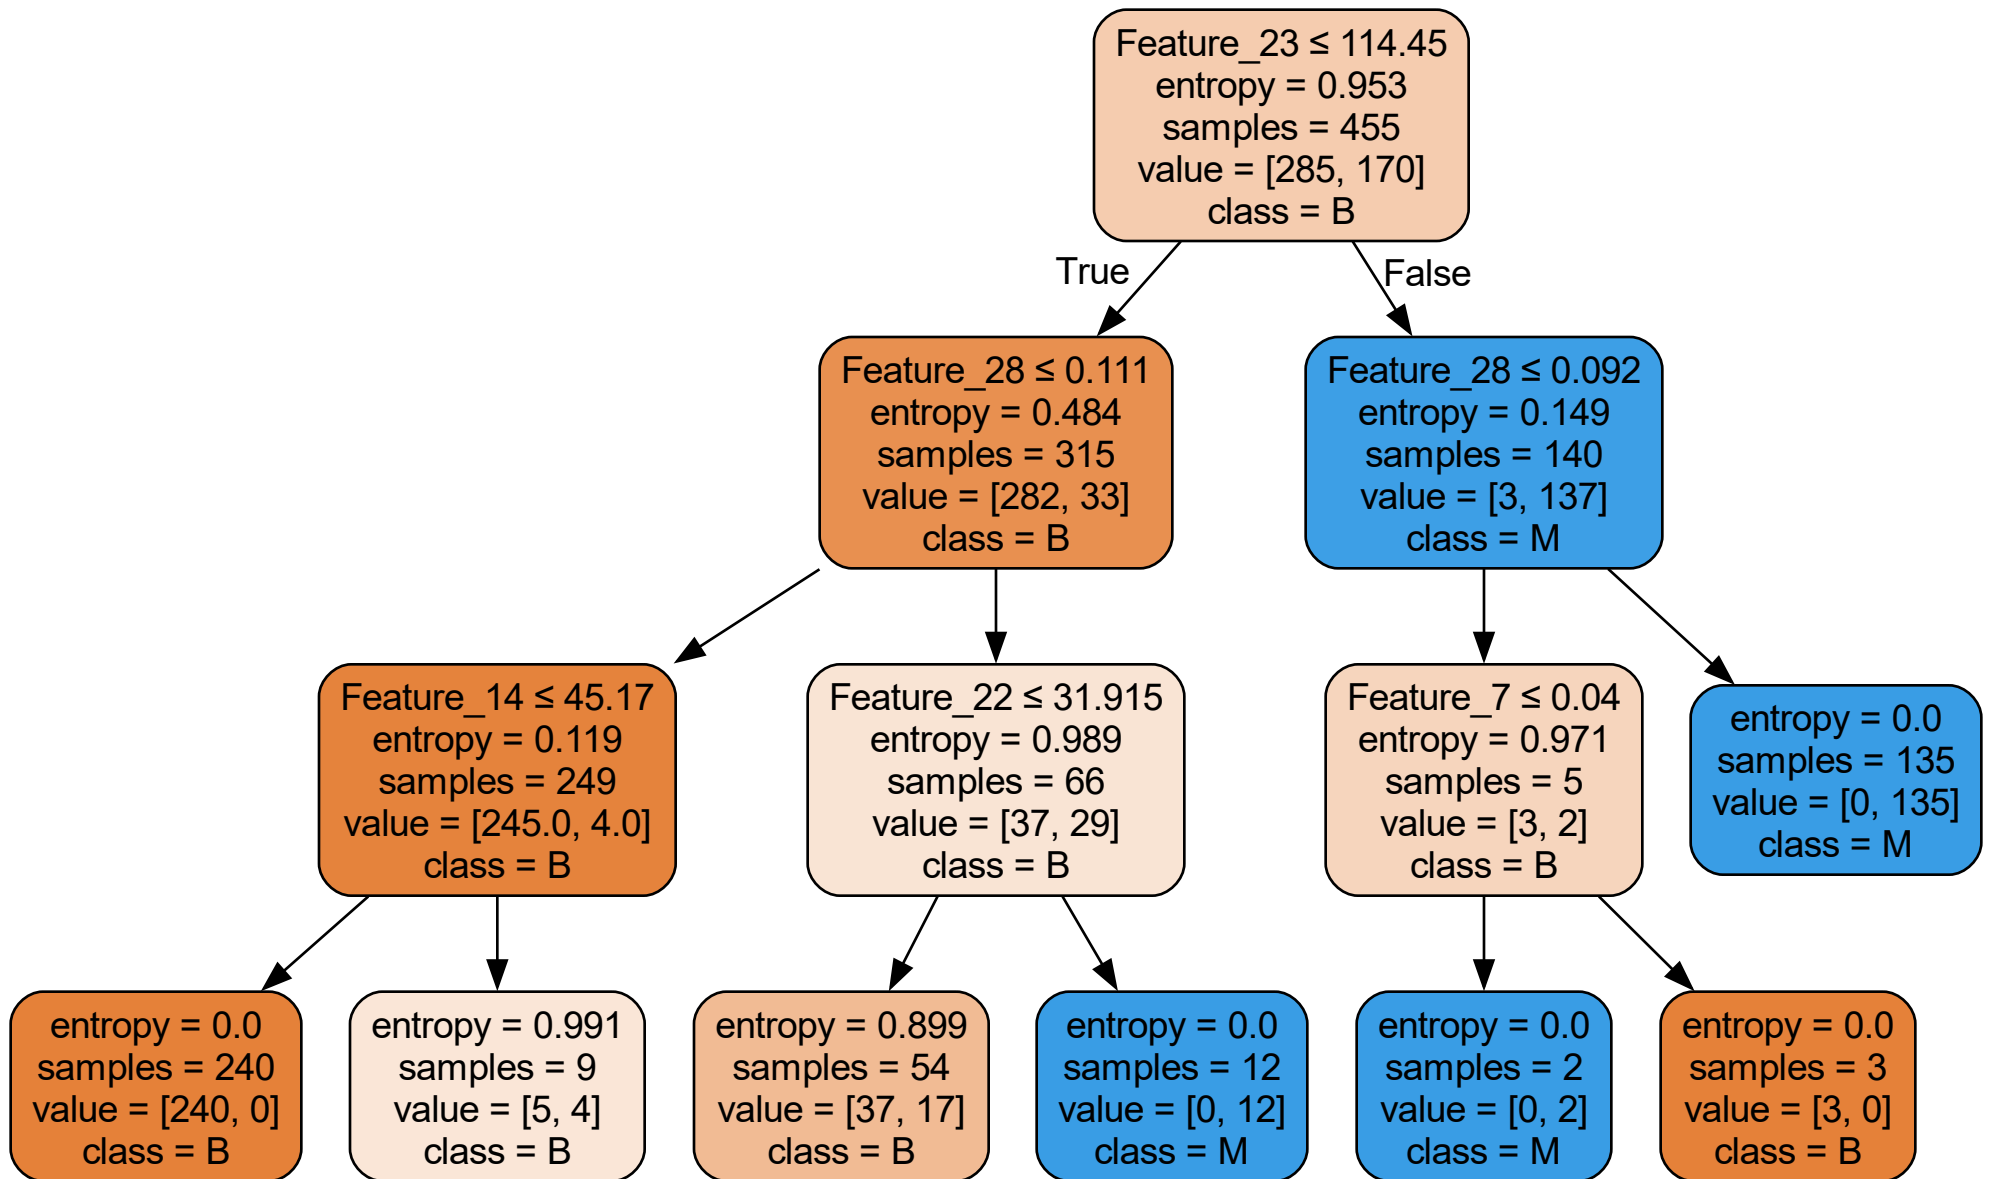 Feature_23 ≤ 114.45
entropy = 0.953
samples = 455
value = [285, 170]
class = B
True
False
Feature_28 ≤ 0.111
entropy = 0.484
samples = 315
value = [282, 33]
class = B
Feature_28 ≤ 0.092
entropy = 0.149
samples = 140
value = [3, 137]
class = M
Feature_14 ≤ 45.17
entropy = 0.119
samples = 249
value = [245.0, 4.0]
class = B
Feature_22 ≤ 31.915
entropy = 0.989
samples = 66
value = [37, 29]
class = B
Feature_7 ≤ 0.04
entropy = 0.971
samples = 5
value = [3, 2]
class = B
entropy = 0.0
samples = 135
value = [0, 135]
class = M
entropy = 0.0
samples = 240
value = [240, 0]
class = B
entropy = 0.991
samples = 9
value = [5, 4]
class = B
entropy = 0.899
samples = 54
value = [37, 17]
class = B
entropy = 0.0
samples = 12
value = [0, 12]
class = M
entropy = 0.0
samples = 2
value = [0, 2]
class = M
entropy = 0.0
samples = 3
value = [3, 0]
class = B